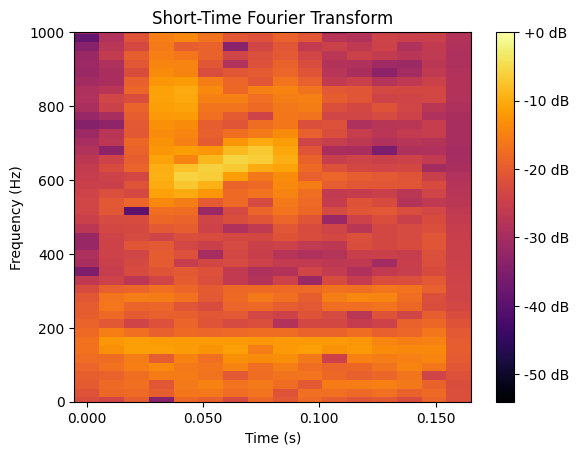 Short-Time Fourier Transform
Frequency (Hz)
1000
800
600
400
200
0
0.000
0.050
0.100
0.150
Time (s)
+0 dB
-10 dB
-20 dB
-30 dB
-40 dB
-50 dB